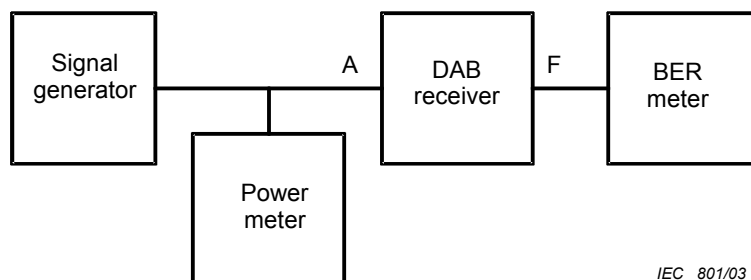 Signal
generator
A
DAB
receiver
F
BER
meter
Power
meter
IEC 801/03